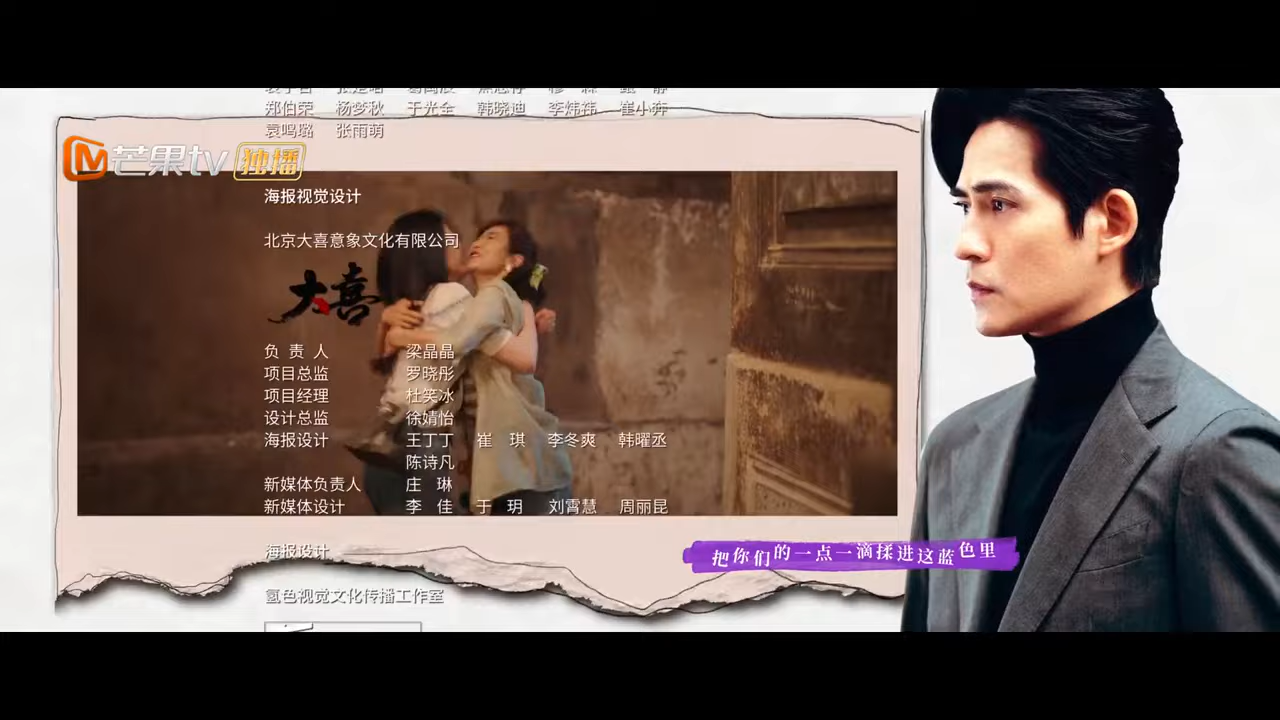 郑伯荣 杨梦秋 于光全 韩晓迪 李炜祎 崔小奔
袁鸣璐 张雨萌
芒果tv 独播
海报视觉设计
北京大喜意象文化有限公司
大喜
负责人 梁晶晶
项目总监 罗晓彤
项目经理 杜笑冰
设计总监 徐婧怡
海报设计 王丁丁 崔琪 李冬爽 韩曜丞
陈诗凡
新媒体负责人 庄琳
新媒体设计 李佳 于玥 刘霄慧 周丽昆
海报设计
把你们的一点一滴揉进这蓝色里
氢色视觉文化传播工作室